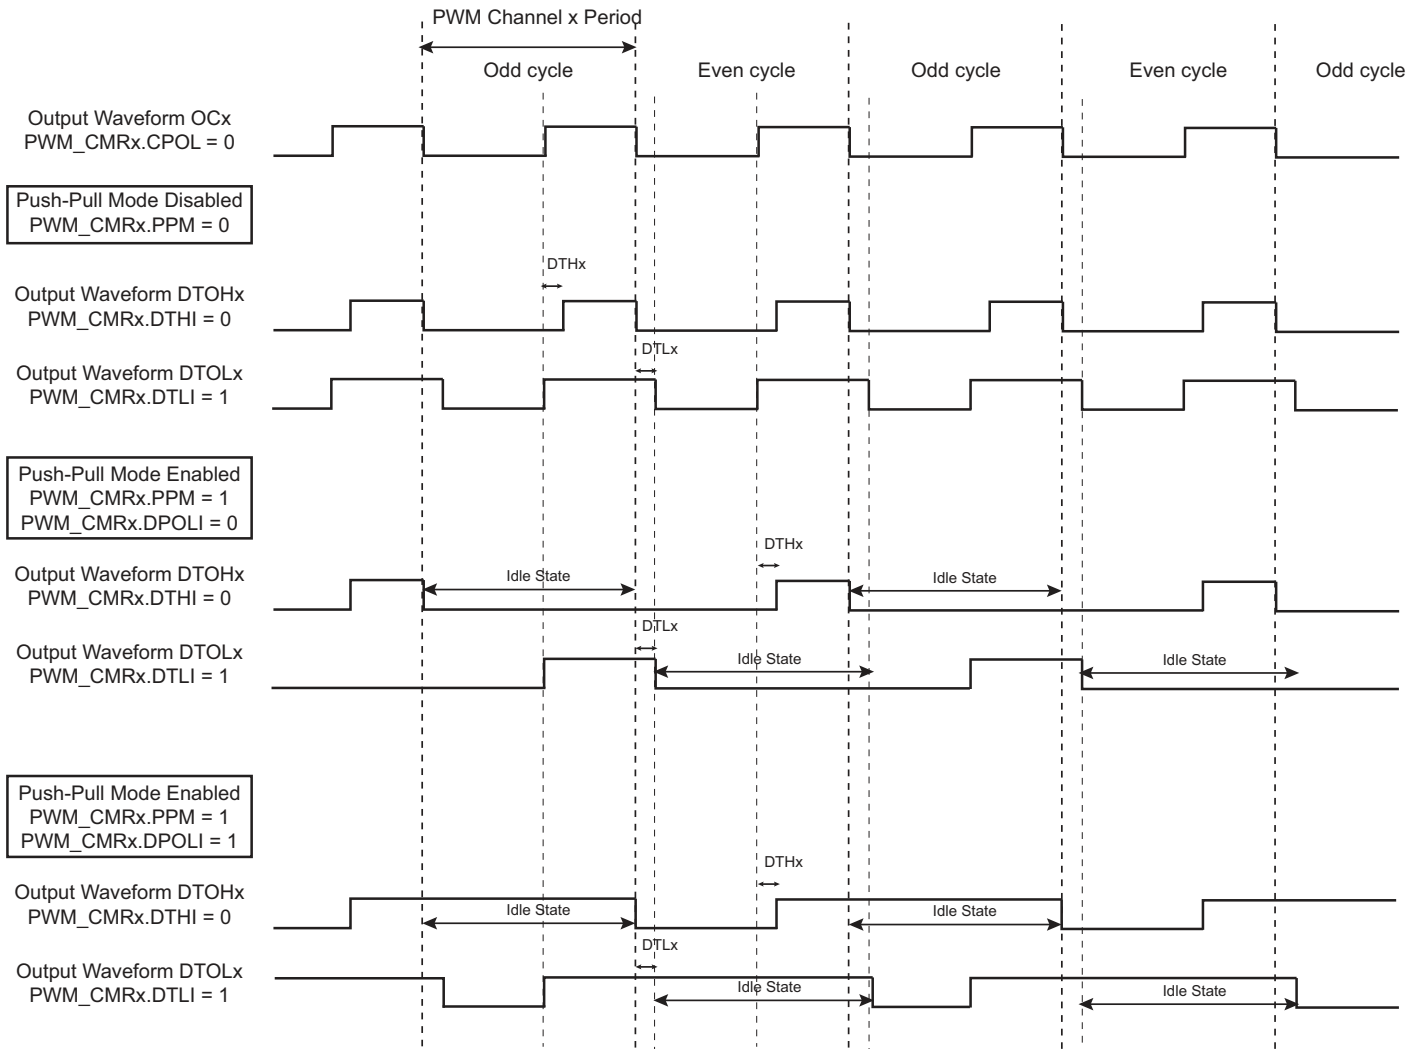 PWM Channel x Period
Odd cycle
Even cycle
Odd cycle
Even cycle
Odd cycle
Output Waveform OCx
PWM_CMRx.CPOL = 0
Push-Pull Mode Disabled
PWM_CMRx.PPM = 0
DTHx
Output Waveform DTOHx
PWM_CMRx.DTHI = 0
DTLx
Output Waveform DTOLx
PWM_CMRx.DTLI = 1
Push-Pull Mode Enabled
PWM_CMRx.PPM = 1
PWM_CMRx.DPOLI = 0
DTHx
Output Waveform DTOHx
PWM_CMRx.DTHI = 0
Idle State
Idle State
DTLx
Output Waveform DTOLx
PWM_CMRx.DTLI = 1
Idle State
Idle State
Push-Pull Mode Enabled
PWM_CMRx.PPM = 1
PWM_CMRx.DPOLI = 1
DTHx
Output Waveform DTOHx
PWM_CMRx.DTHI = 0
Idle State
Idle State
DTLx
Output Waveform DTOLx
PWM_CMRx.DTLI = 1
Idle State
Idle State